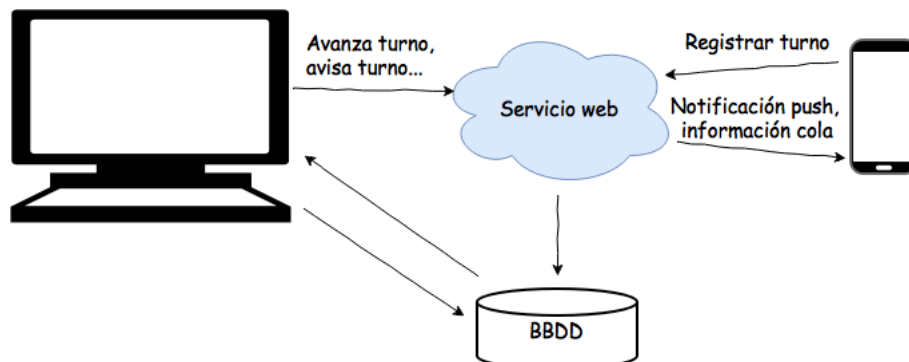 Avanza turno,
avisa turno...
Servicio web
Registrar turno
Notificación push,
información cola
BBDD